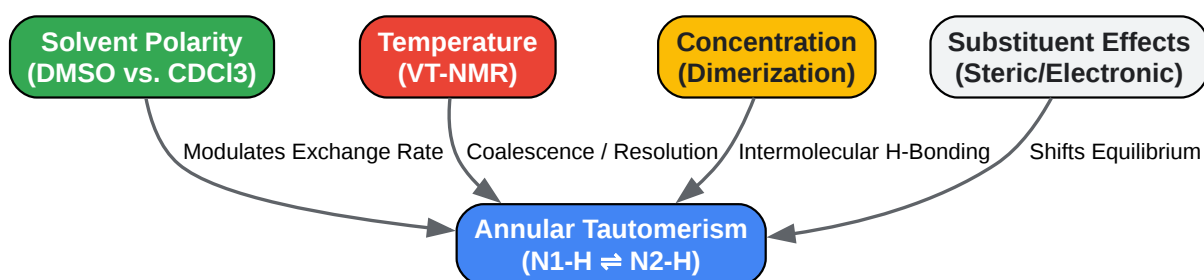 Solvent Polarity
(DMSO vs. CDCl3)
Temperature
(VT-NMR)
Concentration
(Dimerization)
Substituent Effects
(Steric/Electronic)
Modulates Exchange Rate
Coalescence / Resolution
Intermolecular H-Bonding
Shifts Equilibrium
Annular Tautomerism
(N1-H ⇌ N2-H)